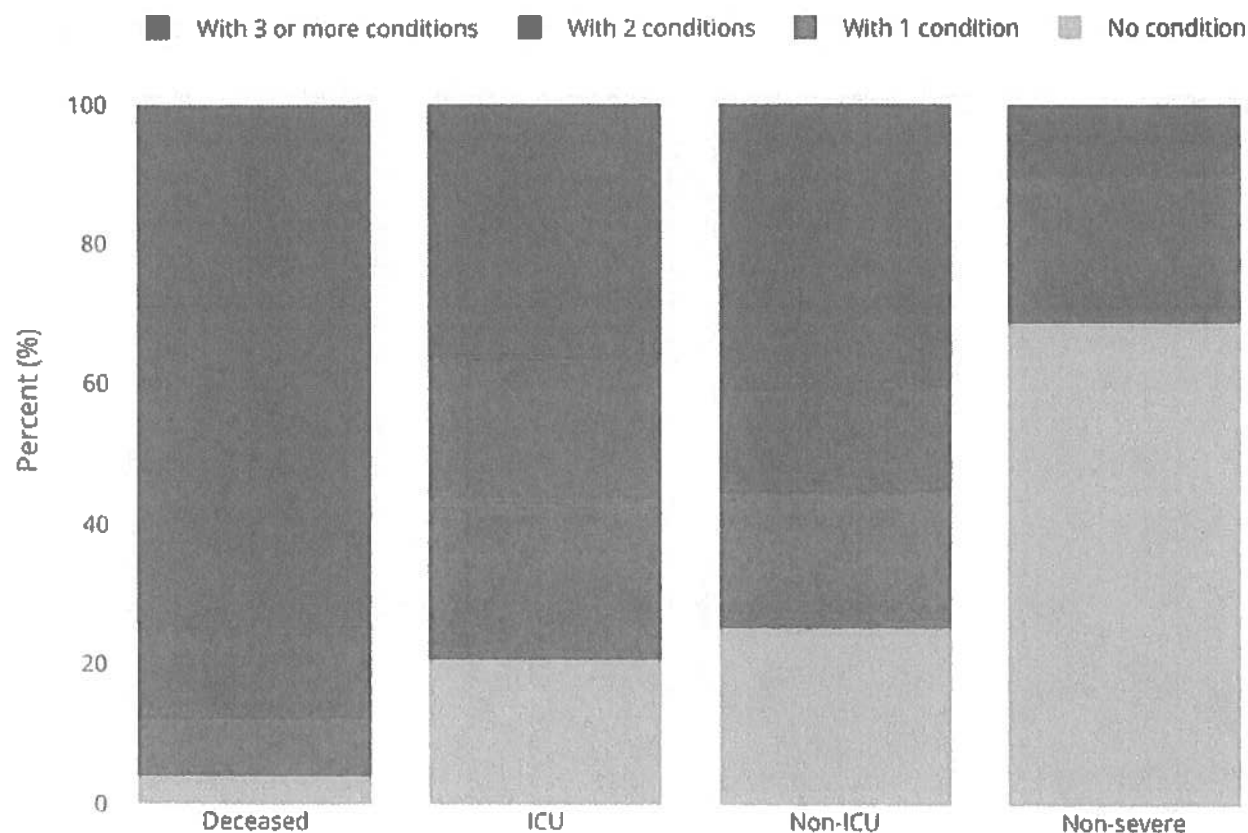 With 3 or more conditions With 2 conditions With 1 condition No condition
100
80
60
40
20
0
Percent (%)
Deceased ICU Non-ICU Non-severe